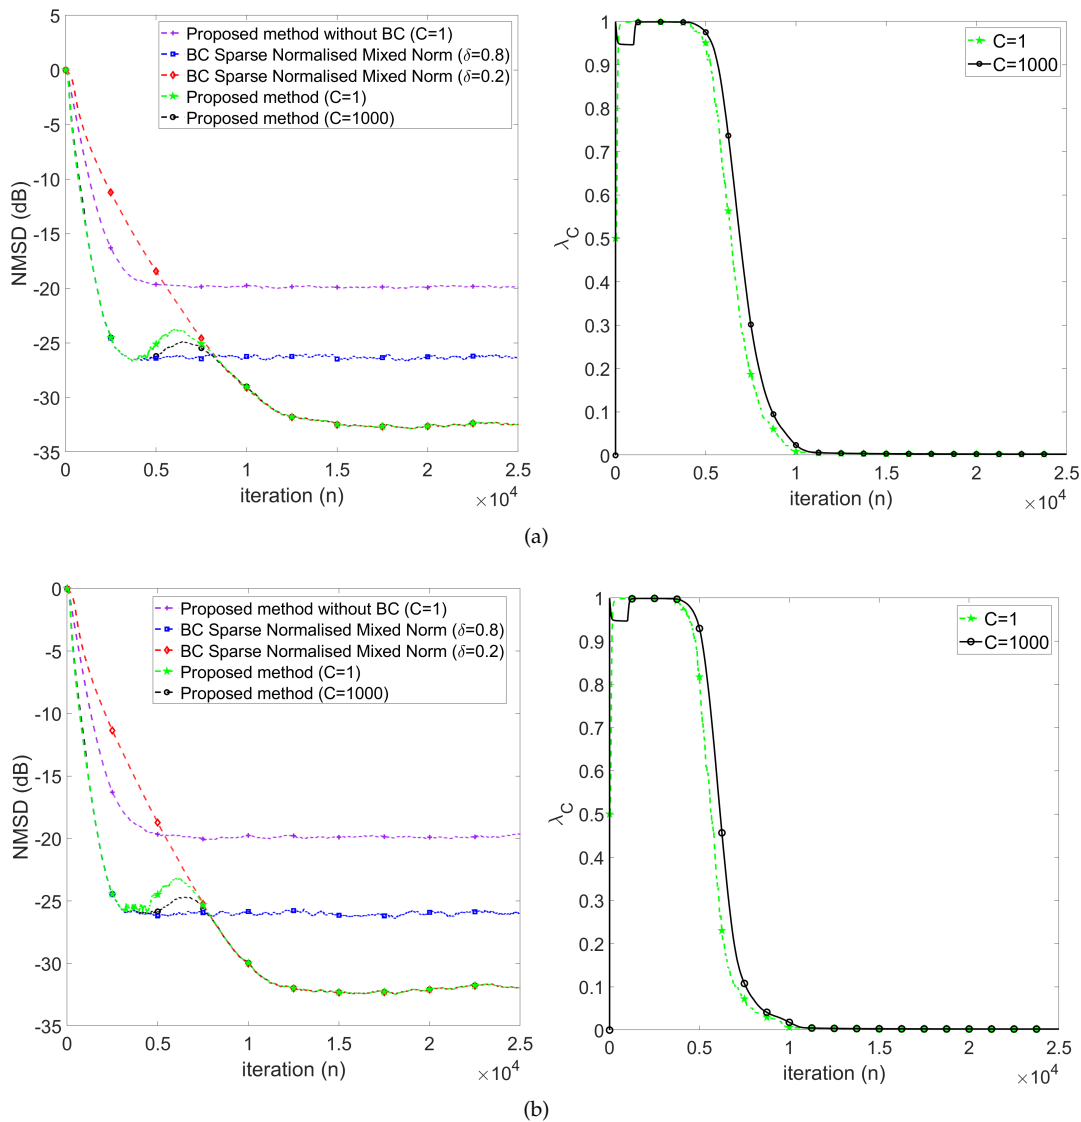 5
0
-5
-10
-15
-20
-25
-30
-35
NMSD (dB)
0
0.5
1
1.5
2
2.5
iteration (n)
×10⁴
Proposed method without BC (C=1)
BC Sparse Normalised Mixed Norm (δ=0.8)
BC Sparse Normalised Mixed Norm (δ=0.2)
Proposed method (C=1)
Proposed method (C=1000)
1
0.9
0.8
0.7
0.6
0.5
0.4
0.3
0.2
0.1
0
λ_C
0
0.5
1
1.5
2
2.5
iteration (n)
×10⁴
C=1
C=1000
(a)
0
-5
-10
-15
-20
-25
-30
-35
NMSD (dB)
0
0.5
1
1.5
2
2.5
iteration (n)
×10⁴
Proposed method without BC (C=1)
BC Sparse Normalised Mixed Norm (δ=0.8)
BC Sparse Normalised Mixed Norm (δ=0.2)
Proposed method (C=1)
Proposed method (C=1000)
1
0.9
0.8
0.7
0.6
0.5
0.4
0.3
0.2
0.1
0
λ_C
0
0.5
1
1.5
2
2.5
iteration (n)
×10⁴
C=1
C=1000
(b)